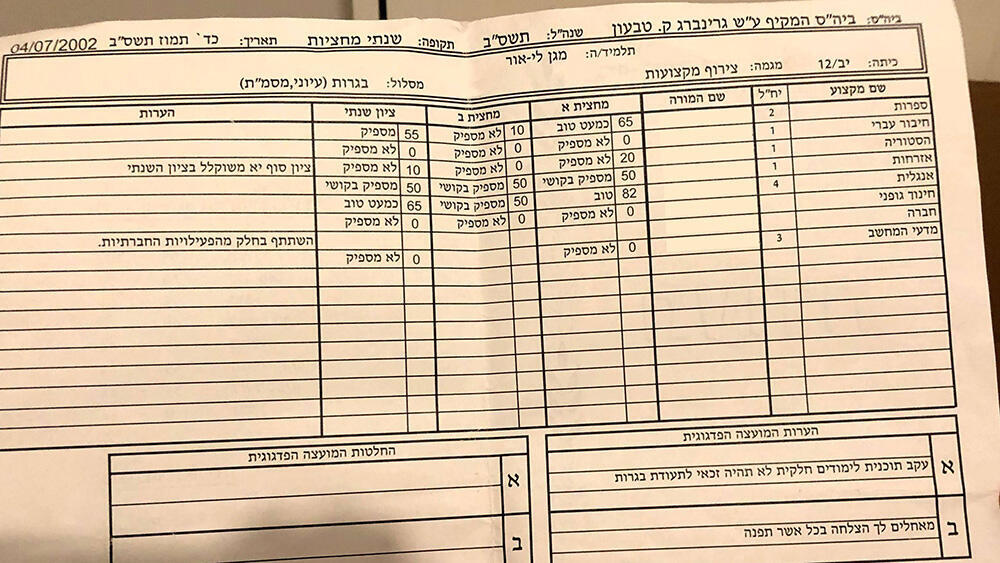 ביה"ס: ביה"ס המקיף ע"ש גרינברג ק. טבעון שנה"ל: תשס"ב תקופה: שנתי מחציות תאריך: כד` תמוז תשס"ב 04/07/2002
תלמיד/ה: מגן לי-אור
כיתה: יב/12 מגמה: צירוף מקצועות מסלול: בגרות (עיוני,מסמ"ת)
שם מקצוע יח"ל שם המורה מחצית א מחצית ב ציון שנתי הערות
ספרות 2 65 כמעט טוב 10 לא מספיק 55 מספיק
חיבור עברי 1 0 לא מספיק 0 לא מספיק 0 לא מספיק
הסטוריה 1 20 לא מספיק 0 לא מספיק 10 לא מספיק ציון סוף יא משוקלל בציון השנתי
אזרחות 1 50 מספיק בקושי 50 מספיק בקושי 50 מספיק בקושי
אנגלית 4 82 טוב 50 מספיק בקושי 65 כמעט טוב
חינוך גופני 0 לא מספיק 0 לא מספיק 0 לא מספיק
חברה השתתף בחלק מהפעילויות החברתיות.
מדעי המחשב 3 0 לא מספיק 0 לא מספיק
הערות המועצה הפדגוגית
א עקב תוכנית לימודים חלקית לא תהיה זכאי לתעודת בגרות
ב מאחלים לך הצלחה בכל אשר תפנה
החלטות המועצה הפדגוגית
א
ב